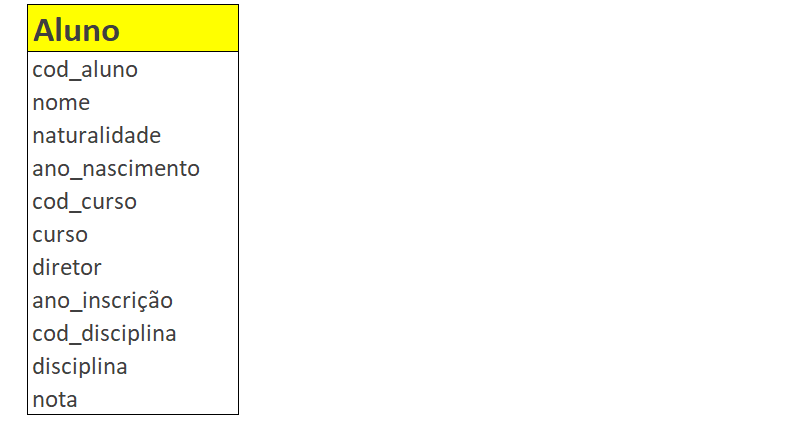 Aluno
cod_aluno
nome
naturalidade
ano_nascimento
cod_curso
curso
diretor
ano_inscrição
cod_disciplina
disciplina
nota